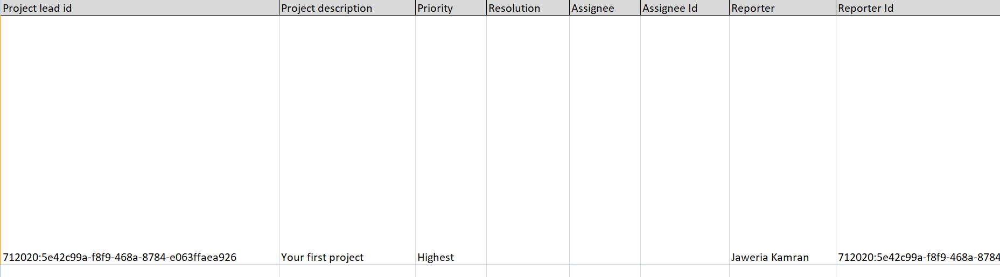 Project lead id Project description Priority Resolution Assignee Assignee Id Reporter Reporter Id
712020:5e42c99a-f8f9-468a-8784-e063ffaea926 Your first project Highest Jaweria Kamran 712020:5e42c99a-f8f9-468a-8784